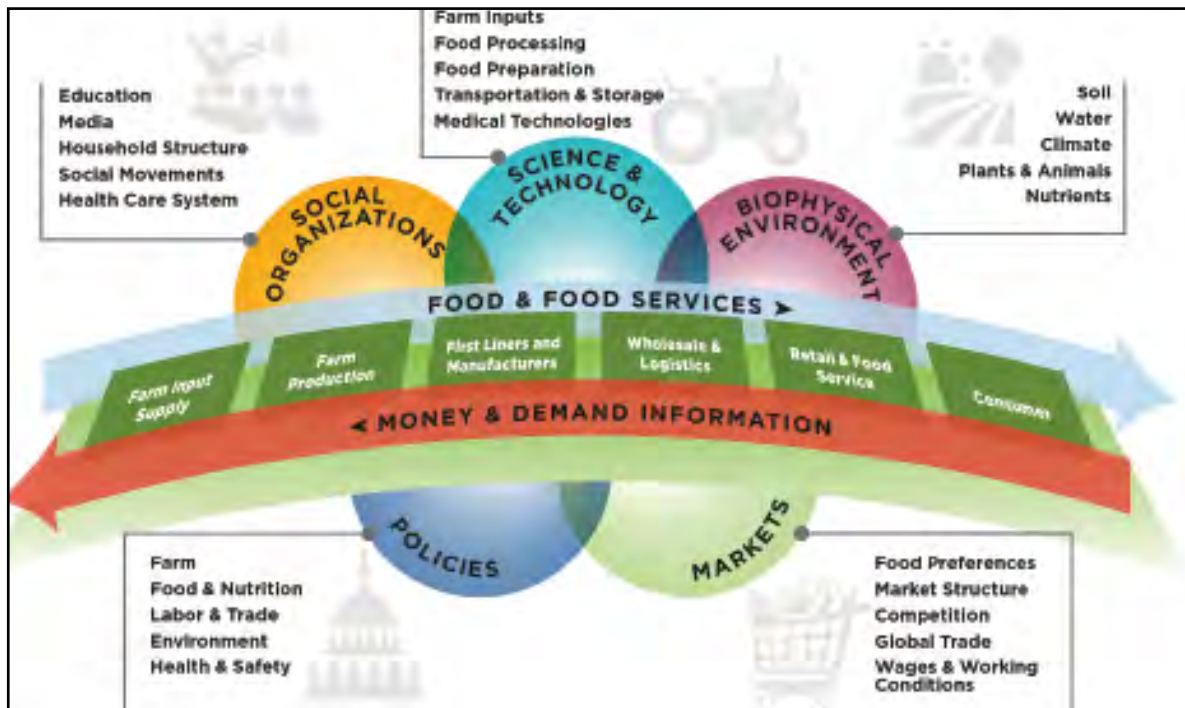 Farm Inputs
Food Processing
Food Preparation
Transportation & Storage
Medical Technologies
Education
Media
Household Structure
Social Movements
Health Care System
Soil
Water
Climate
Plants & Animals
Nutrients
SOCIAL
ORGANIZATIONS
SCIENCE &
TECHNOLOGY
BIOPHYSICAL
ENVIRONMENT
FOOD & FOOD SERVICES >
Farm Input
Supply
Farm
Production
First Liners and
Manufacturers
Wholesale &
Logistics
Retail & Food
Service
Consumer
< MONEY & DEMAND INFORMATION
POLICIES
MARKETS
Farm
Food & Nutrition
Labor & Trade
Environment
Health & Safety
Food Preferences
Market Structure
Competition
Global Trade
Wages & Working
Conditions